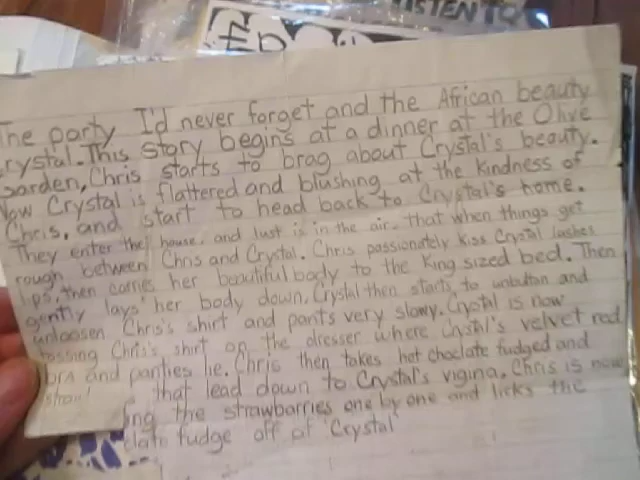 LISTEN TO
The party I'd never forget and the African beauty
Crystal. This story begins at a dinner at the Olive
Garden, Chris starts to brag about Crystal's beauty.
Now Crystal is flattered and blushing at the kindness of
Chris, and start to head back to Crystal's home.
They enter the house, and lust is in the air, that when things get
rough between Chris and Crystal. Chris passionately kiss Crystal lashes
lips, then carries her beautiful body to the King sized bed. Then
gently lays her body down, Crystal then starts to unbutton and
unloosen Chris's shirt and pants very slowy. Crystal is now
tossing Chris's shirt on the dresser where Crystal's velvet red
bra and panties lie. Chris then takes hot choclate fudged and
that lead down to Crystal's vigina. Chris is now
ing the strawbarries one by one and licks the
late fudge off of Crystal